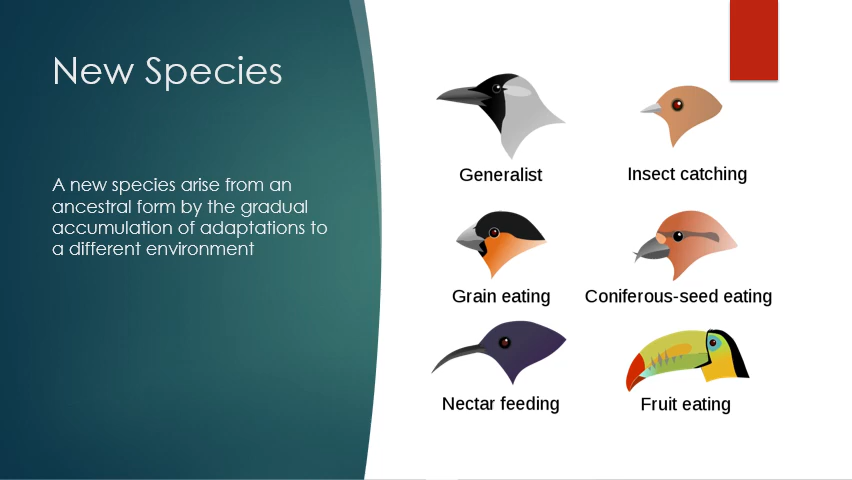 New Species
A new species arise from an
ancestral form by the gradual
accumulation of adaptations to
a different environment
Generalist
Insect catching
Grain eating
Coniferous-seed eating
Nectar feeding
Fruit eating